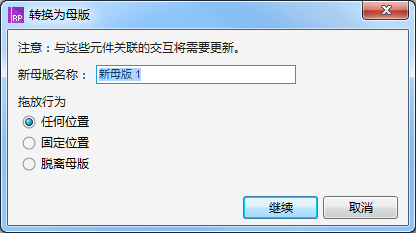 RP 转换为母版
注意：与这些元件关联的交互将需要更新。
新母版名称： 新母版 1
拖放行为
任何位置
固定位置
脱离母版
继续 取消